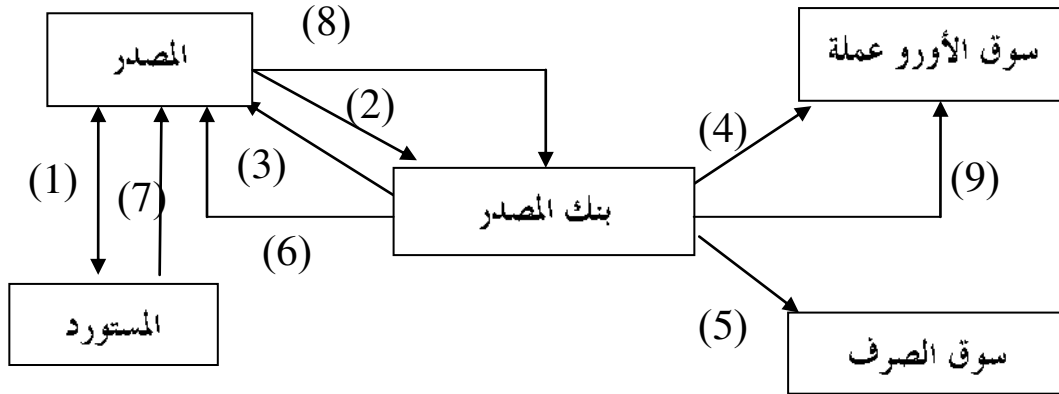 (8)
المصدر
سوق الأورو عملة
(2)
(4)
(3)
(1)
(7)
(9)
بنك المصدر
(6)
المستورد
(5)
سوق الصرف